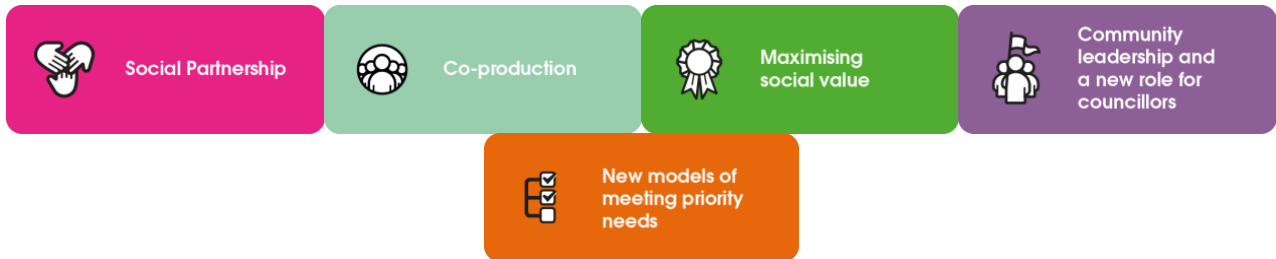 Social Partnership
Co-production
Maximising
social value
Community
leadership and
a new role for
councillors
New models of
meeting priority
needs